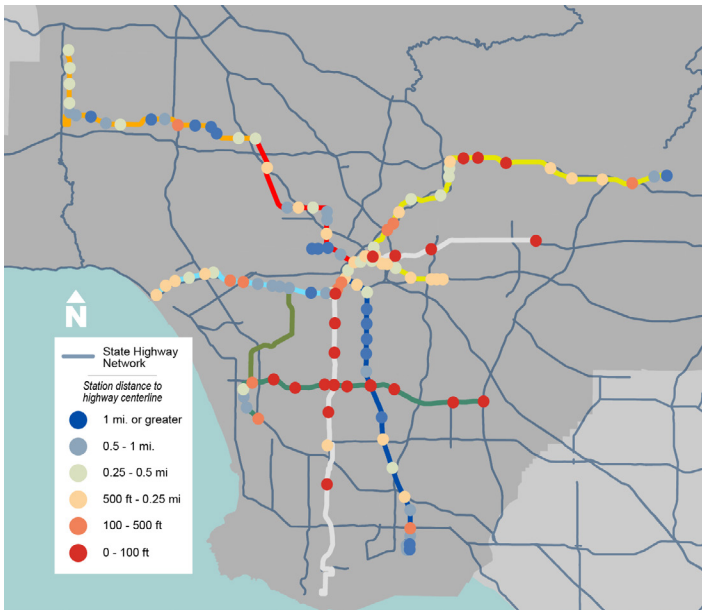 N
State Highway
Network
Station distance to
highway centerline
1 mi. or greater
0.5 - 1 mi.
0.25 - 0.5 mi
500 ft - 0.25 mi
100 - 500 ft
0 - 100 ft